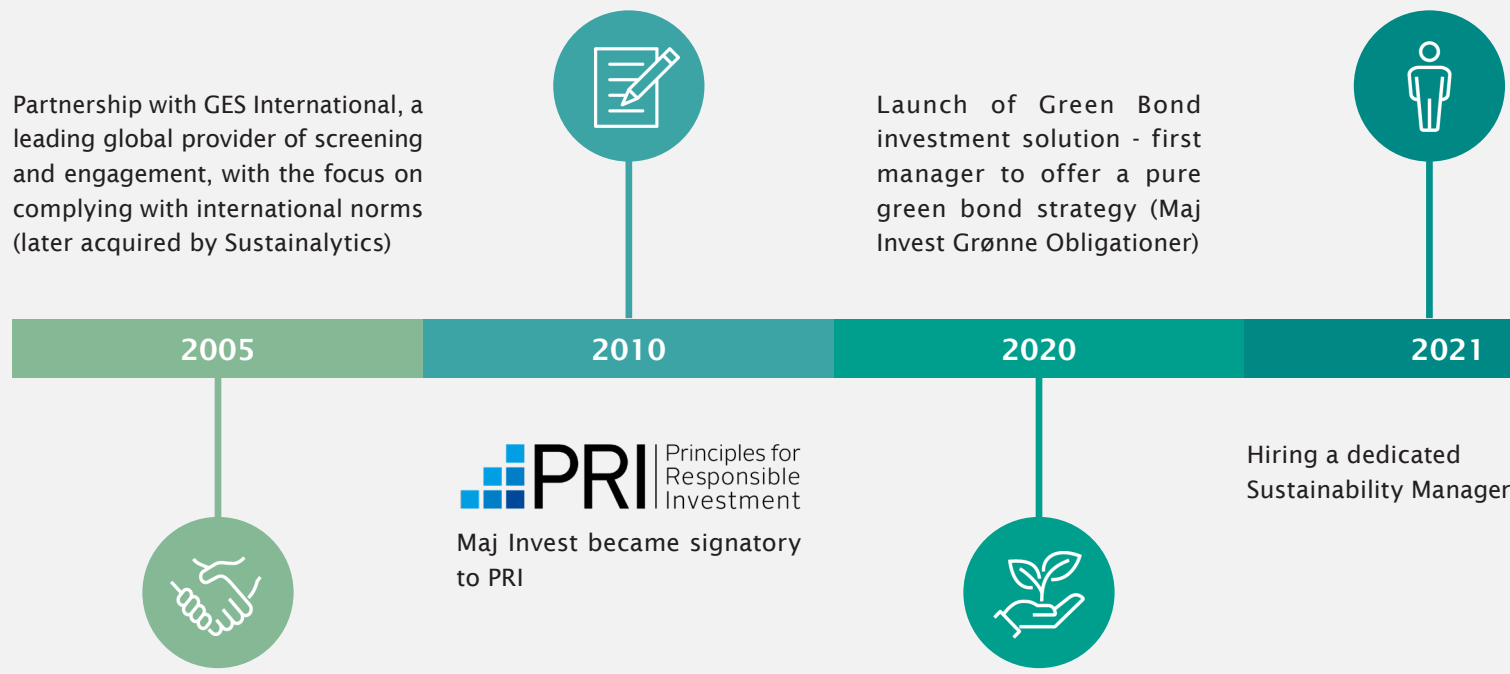 Partnership with GES International, a
leading global provider of screening
and engagement, with the focus on
complying with international norms
(later acquired by Sustainalytics)
Launch of Green Bond
investment solution - first
manager to offer a pure
green bond strategy (Maj
Invest Grønne Obligationer)
2005
2010
2020
2021
PRI
Principles for
Responsible
Investment
Maj Invest became signatory
to PRI
Hiring a dedicated
Sustainability Manager